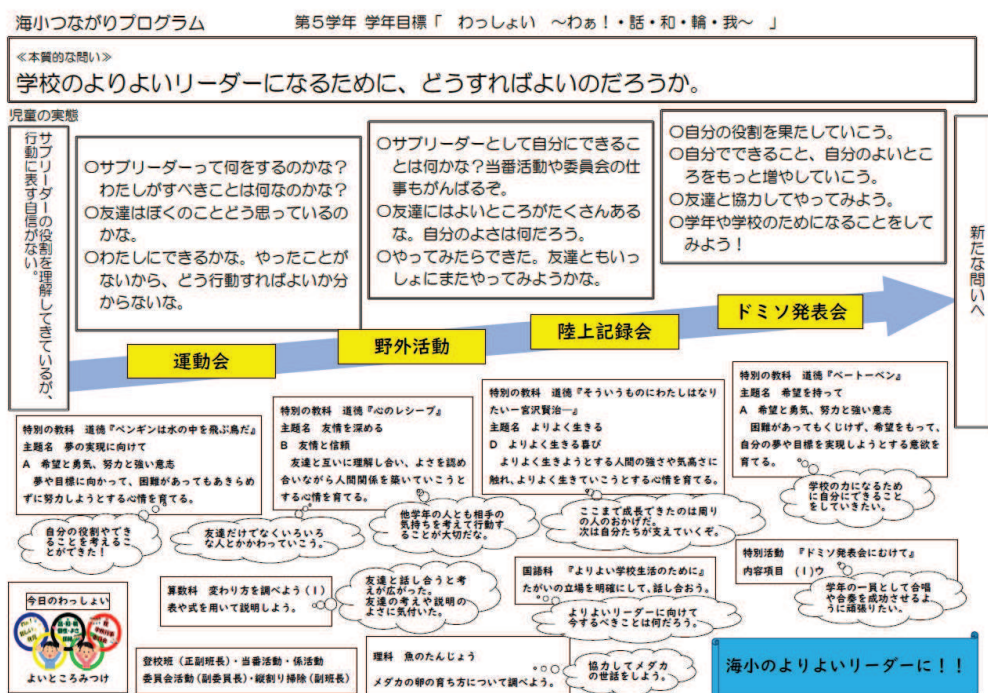 海小つながりプログラム
第5学年 学年目標「　わっしょい　～わぁ！・話・和・輪・我～　」
≪本質的な問い≫
学校のよりよいリーダーになるために、どうすればよいのだろうか。
児童の実態
サブリーダーの役割を理解してきているが、
行動に表す自信がない。
〇サブリーダーって何をするのかな？
わたしがすべきことは何なのかな？
〇友達はぼくのことどう思っているの
かな。
〇わたしにできるかな。やったことが
ないから、どう行動すればよいか分
からないな。
〇サブリーダーとして自分にできるこ
とは何かな？当番活動や委員会の仕
事もがんばるぞ。
〇友達にはよいところがたくさんある
な。自分のよさは何だろう。
〇やってみたらできた。友達ともいっ
しょにまたやってみようかな。
〇自分の役割を果たしていこう。
〇自分でできること、自分のよいとこ
ろをもっと増やしていこう。
〇友達と協力してやってみよう。
〇学年や学校のためになることをして
みよう！
新たな問いへ
運動会
野外活動
陸上記録会
ドミソ発表会
特別の教科　道徳『ペンギンは水の中を飛ぶ鳥だ』
主題名　夢の実現に向けて
A　希望と勇気、努力と強い意志
夢や目標に向かって、困難があってもあきらめ
ずに努力しようとする心情を育てる。
特別の教科　道徳『心のレシーブ』
主題名　友情を深める
B　友情と信頼
友達と互いに理解し合い、よさを認め
合いながら人間関係を築いていこうと
する心情を育てる。
特別の教科　道徳『そういうものにわたしはなり
たい―宮沢賢治―』
主題名　よりよく生きる
D　よりよく生きる喜び
よりよく生きようとする人間の強さや気高さに
触れ、よりよく生きていこうとする心情を育てる。
特別の教科　道徳『ベートーベン』
主題名　希望を持って
A　希望と勇気、努力と強い意志
困難があってもくじけず、希望をもって、
自分の夢や目標を実現しようとする意欲を
育てる。
自分の役割やでき
ることを考えるこ
とができた！
友達だけでなくいろいろ
な人とかかわっていこう。
他学年の人とも相手の
気持ちを考えて行動す
ることが大切だな。
ここまで成長できたのは周り
の人のおかげだ。
次は自分たちが支えていくぞ。
学校の力になるため
に自分にできること
をしていきたい。
算数科　変わり方を調べよう（1）
表や式を用いて説明しよう。
友達と話し合うと考
えが広がった。
友達の考えや説明の
よさに気付いた。
国語科　『よりよい学校生活のために』
たがいの立場を明確にして、話し合おう。
よりよいリーダーに向けて
今するべきことは何だろう。
特別活動　『ドミソ発表会にむけて』
内容項目　(1)ウ
学年の一員として合唱
や合奏を成功させるよ
うに頑張りたい。
今日のわっしょい
よいところみつけ
登校班（正副班長）・当番活動・係活動
委員会活動（副委員長）・縦割り掃除（副班長）
理科　魚のたんじょう
メダカの卵の育ち方について調べよう。
協力してメダカ
の世話をしよう。
海小のよりよいリーダーに！！